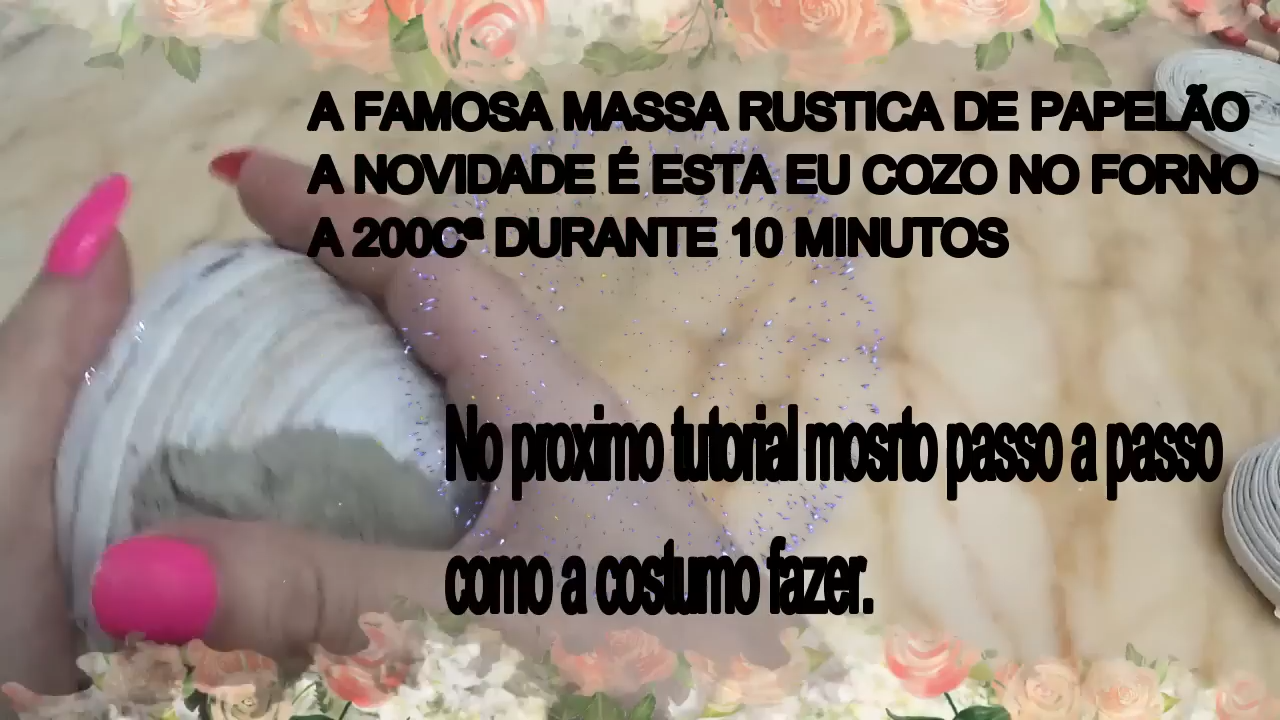 A FAMOSA MASSA RUSTICA DE PAPELÃO
A NOVIDADE É ESTA EU COZO NO FORNO
A 200Cª DURANTE 10 MINUTOS
No proximo tutorial mosrto passo a passo
como a costumo fazer.